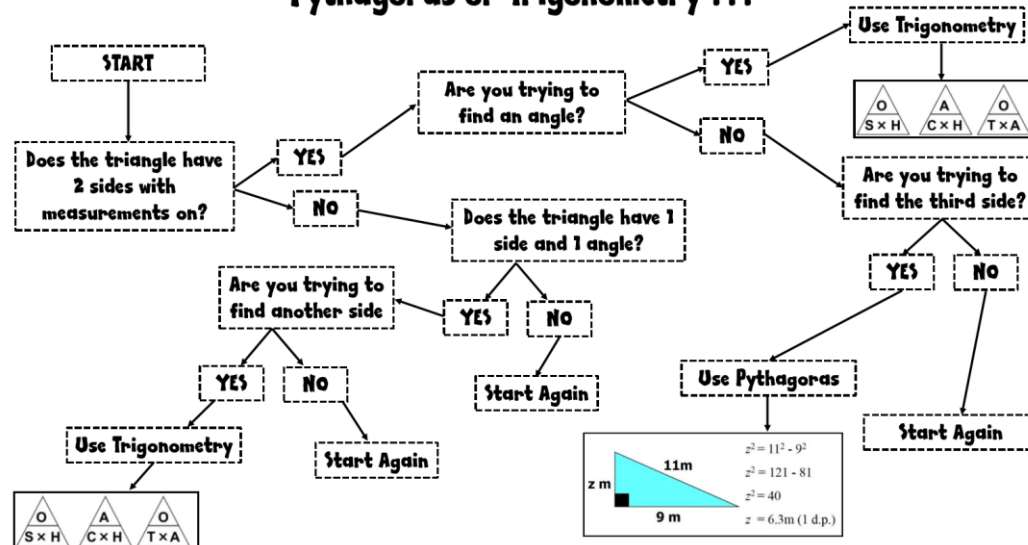 Pythagoras or Trigonometry ???
START
Does the triangle have
2 sides with
measurements on?
YES
NO
Are you trying to
find an angle?
YES
NO
Use Trigonometry
O
S × H
A
C × H
O
T × A
Are you trying to
find the third side?
YES
NO
Use Pythagoras
Start Again
z m
11m
9 m
z² = 11² - 9²
z² = 121 - 81
z² = 40
z = 6.3m (1 d.p.)
Does the triangle have 1
side and 1 angle?
YES
NO
Start Again
Are you trying to
find another side
YES
NO
Use Trigonometry
Start Again
O
S × H
A
C × H
O
T × A